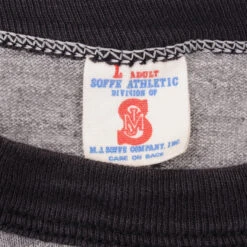 L ADULT
SOFFE ATHLETIC
DIVISION OF
S
M.J. SOFFE COMPANY, INC.
CARE ON BACK